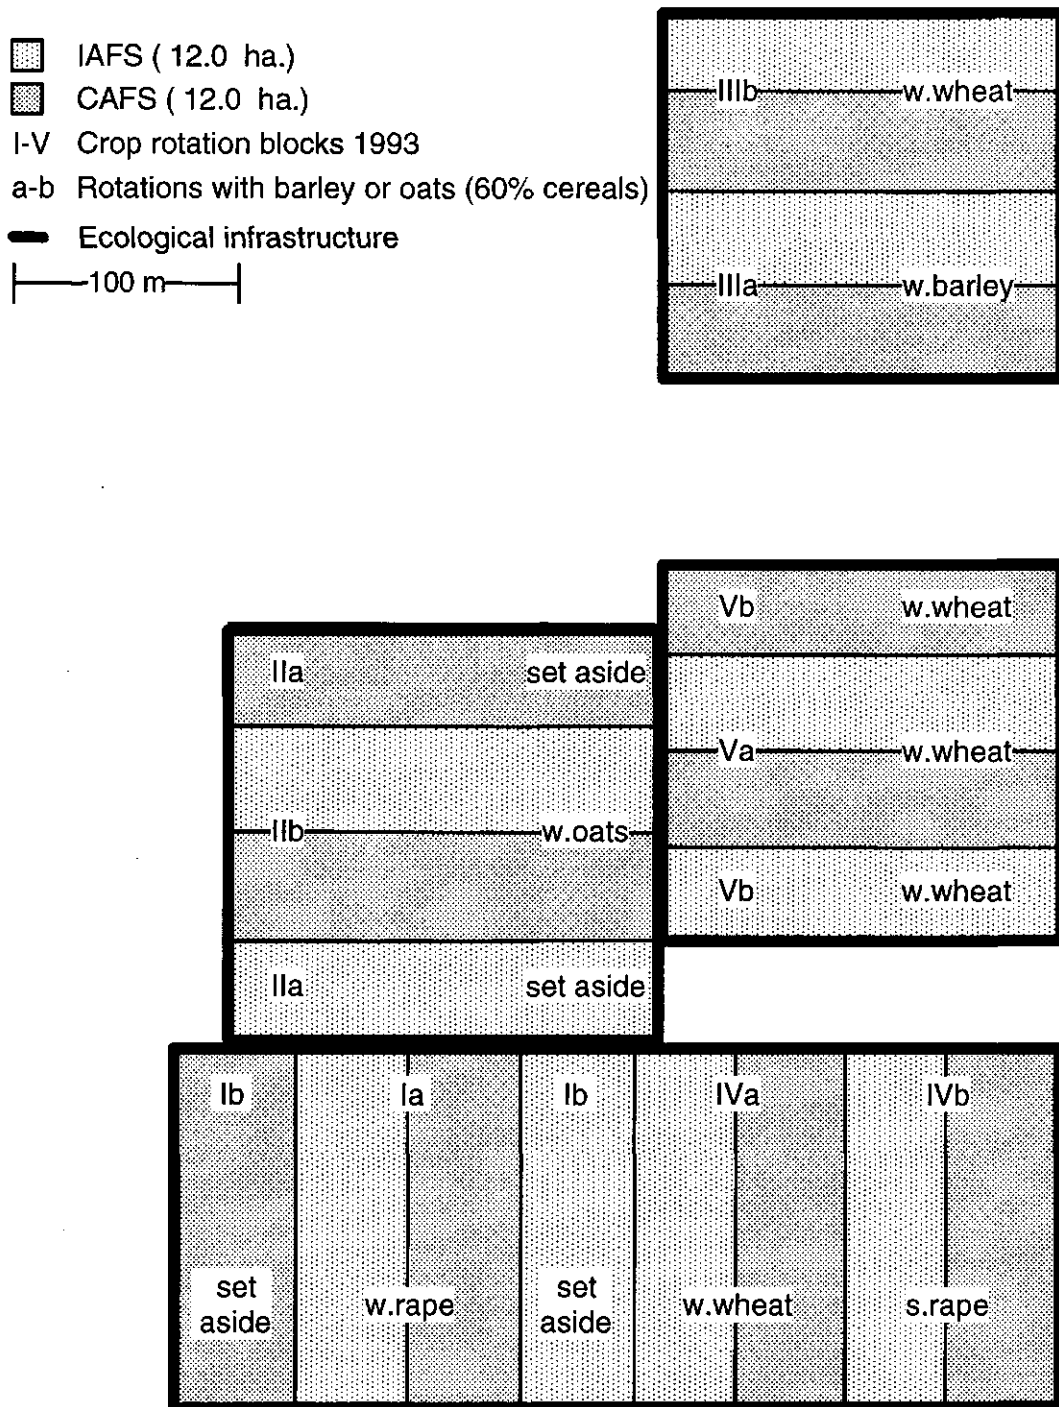 IAFS ( 12.0 ha.)
CAFS ( 12.0 ha.)
I-V Crop rotation blocks 1993
a-b Rotations with barley or oats (60% cereals)
Ecological infrastructure
100 m
IIIb w.wheat
IIIa w.barley
Vb w.wheat
Va w.wheat
Vb w.wheat
IIa set aside
IIb w.oats
IIa set aside
Ib Ia Ib IVa IVb
set aside w.rape set aside w.wheat s.rape